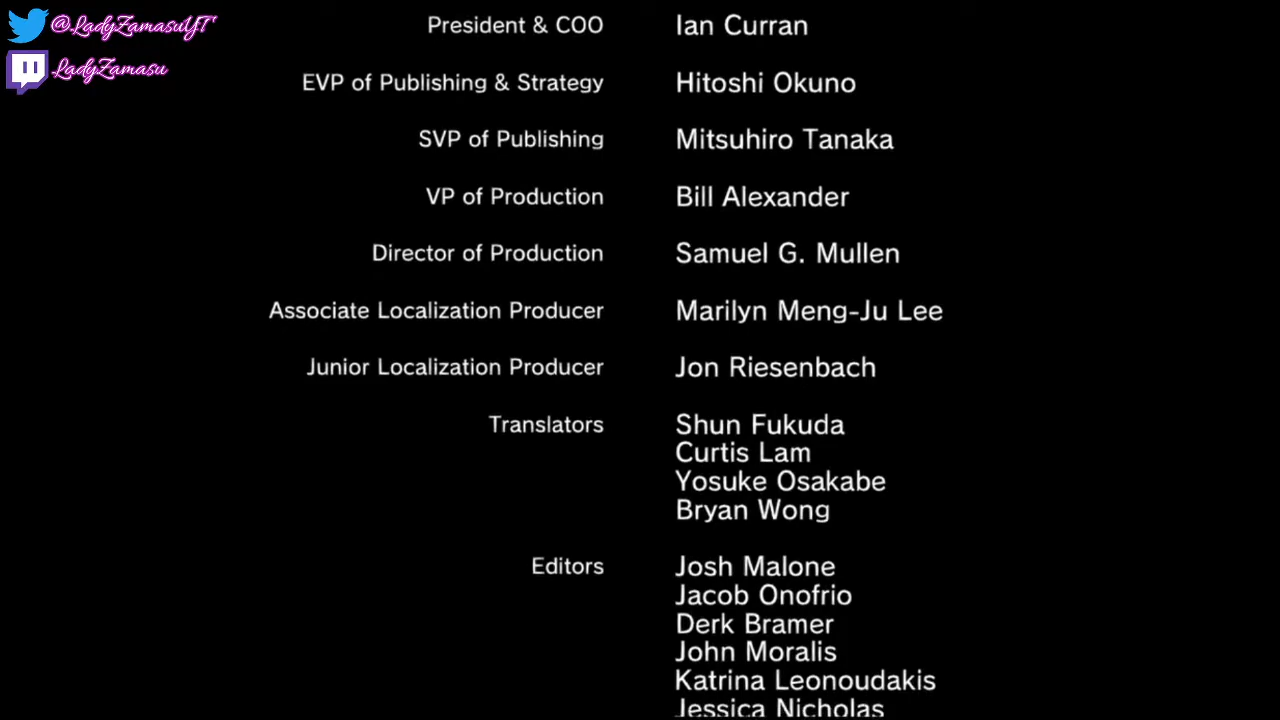 @LadyZamasuYT
LadyZamasu
President & COO Ian Curran
EVP of Publishing & Strategy Hitoshi Okuno
SVP of Publishing Mitsuhiro Tanaka
VP of Production Bill Alexander
Director of Production Samuel G. Mullen
Associate Localization Producer Marilyn Meng-Ju Lee
Junior Localization Producer Jon Riesenbach
Translators Shun Fukuda
Curtis Lam
Yosuke Osakabe
Bryan Wong
Editors Josh Malone
Jacob Onofrio
Derk Bramer
John Moralis
Katrina Leonoudakis
Jessica Nicholas